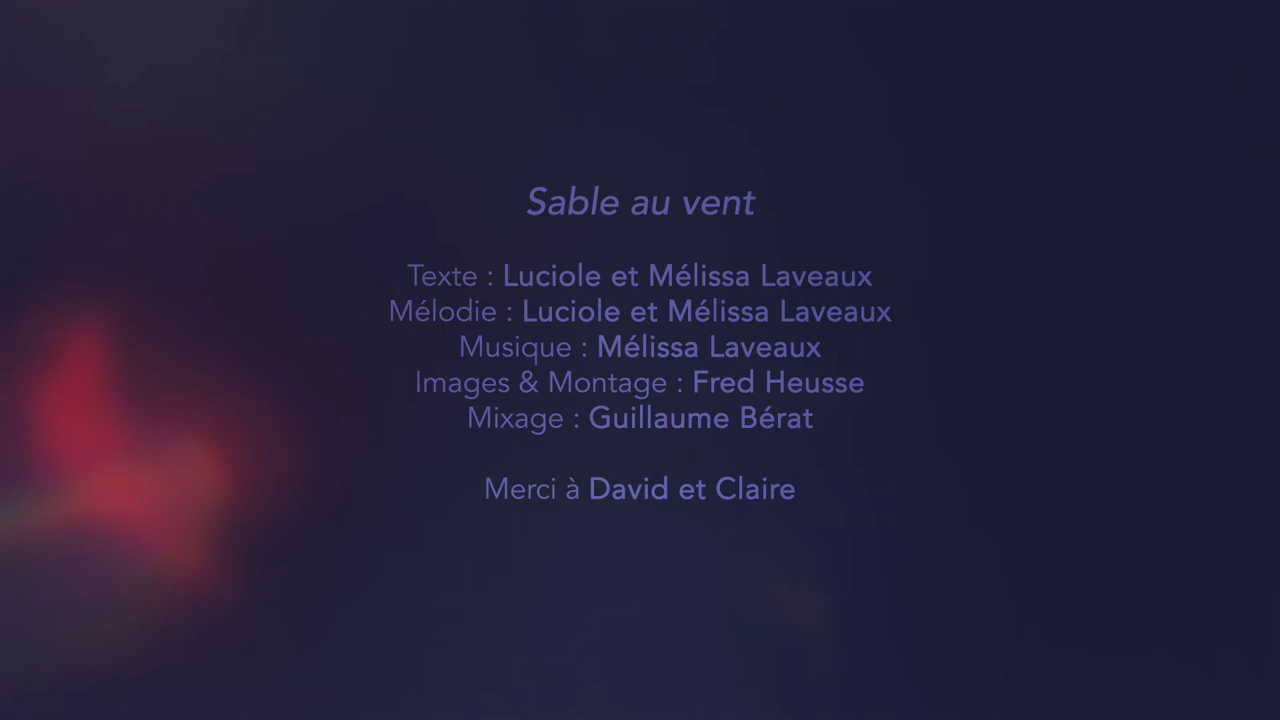 Sable au vent
Texte : Luciole et Mélissa Laveaux
Mélodie : Luciole et Mélissa Laveaux
Musique : Mélissa Laveaux
Images & Montage : Fred Heusse
Mixage : Guillaume Bérat
Merci à David et Claire